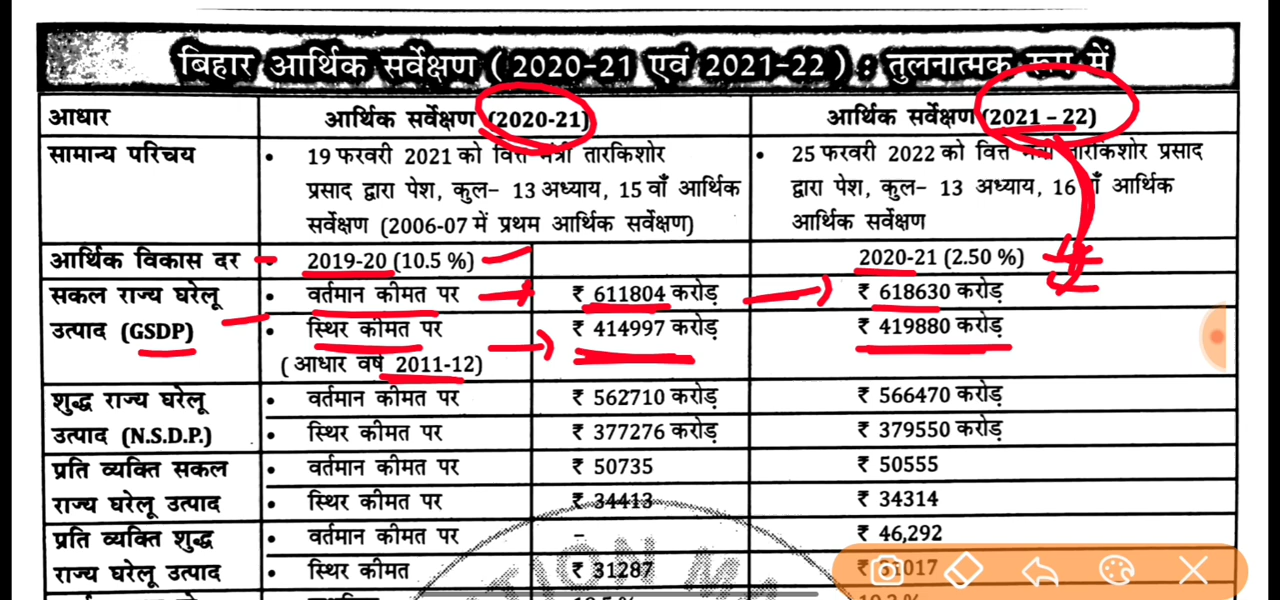 बिहार आर्थिक सर्वेक्षण ( 2020-21 एवं 2021-22 ) : तुलनात्मक रूप में
आधार आर्थिक सर्वेक्षण (2020-21) आर्थिक सर्वेक्षण (2021 – 22)
सामान्य परिचय • 19 फरवरी 2021 को वित्त मंत्री तारकिशोर • 25 फरवरी 2022 को वित्त मंत्री तारकिशोर प्रसाद
प्रसाद द्वारा पेश, कुल– 13 अध्याय, 15 वाँ आर्थिक द्वारा पेश, कुल– 13 अध्याय, 16 वाँ आर्थिक
सर्वेक्षण (2006-07 में प्रथम आर्थिक सर्वेक्षण) आर्थिक सर्वेक्षण
आर्थिक विकास दर • 2019-20 (10.5 %) 2020-21 (2.50 %)
सकल राज्य घरेलू • वर्तमान कीमत पर ₹ 611804 करोड़ ₹ 618630 करोड़
उत्पाद (GSDP) • स्थिर कीमत पर ₹ 414997 करोड़ ₹ 419880 करोड़
( आधार वर्ष 2011-12)
शुद्ध राज्य घरेलू • वर्तमान कीमत पर ₹ 562710 करोड़ ₹ 566470 करोड़
उत्पाद (N.S.D.P.) • स्थिर कीमत पर ₹ 377276 करोड़ ₹ 379550 करोड़
प्रति व्यक्ति सकल • वर्तमान कीमत पर ₹ 50735 ₹ 50555
राज्य घरेलू उत्पाद • स्थिर कीमत पर ₹ 34413 ₹ 34314
प्रति व्यक्ति शुद्ध • वर्तमान कीमत पर – ₹ 46,292
राज्य घरेलू उत्पाद • स्थिर कीमत ₹ 31287 ₹ 31017